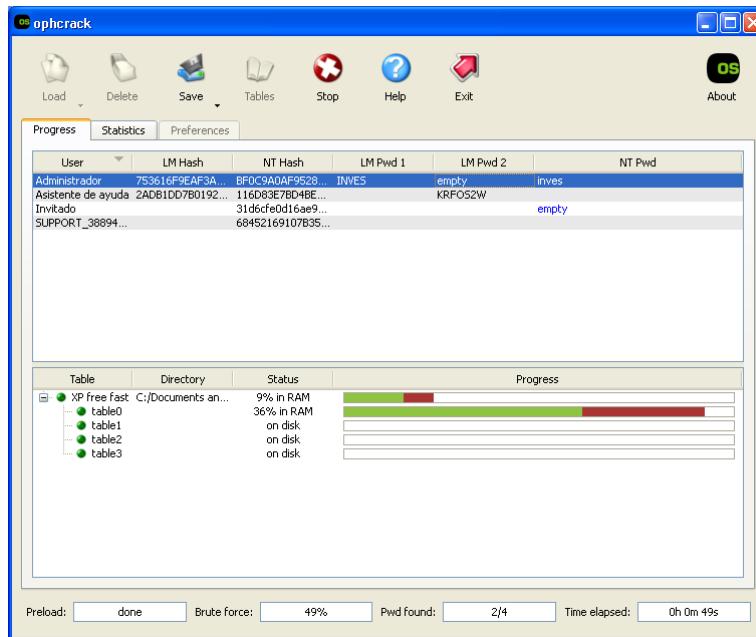 OS ophcrack
Load Delete Save Tables Stop Help Exit OS About
Progress Statistics Preferences
User LM Hash NT Hash LM Pwd 1 LM Pwd 2 NT Pwd
Administrador 753616F9EAF3A... BF0C9A0AF9528... INVES empty inves
Asistente de ayuda 2ADB1DD7B0192... 116D83E7BD4BE... KRFOS2W
Invitado 31d6cfe0d16ae9... empty
SUPPORT_38894... 68452169107B35...
Table Directory Status Progress
XP free fast C:/Documents an... 9% in RAM
table0 36% in RAM
table1 on disk
table2 on disk
table3 on disk
Preload: done Brute force: 49% Pwd found: 2/4 Time elapsed: 0h 0m 49s